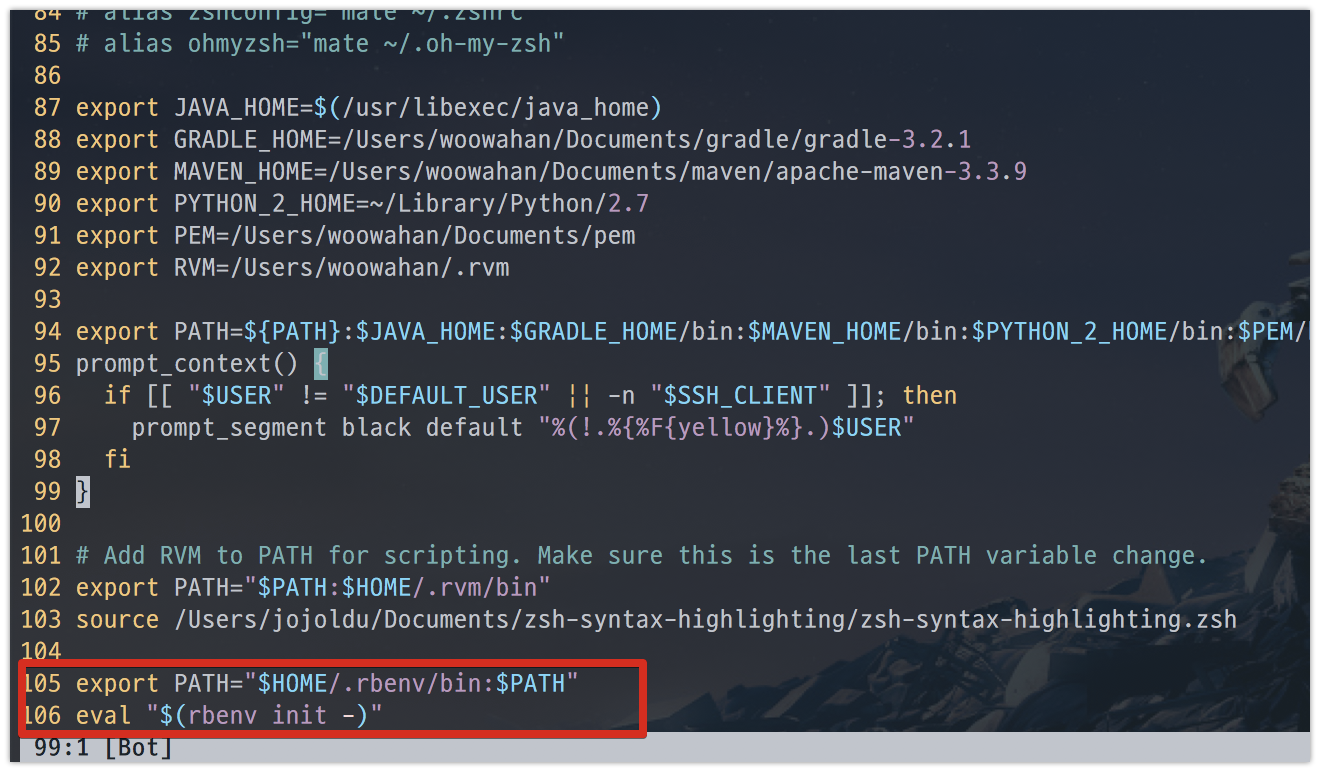 84 # alias zshconfig="mate ~/.zshrc"
85 # alias ohmyzsh="mate ~/.oh-my-zsh"
86
87 export JAVA_HOME=$(/usr/libexec/java_home)
88 export GRADLE_HOME=/Users/woowahan/Documents/gradle/gradle-3.2.1
89 export MAVEN_HOME=/Users/woowahan/Documents/maven/apache-maven-3.3.9
90 export PYTHON_2_HOME=~/Library/Python/2.7
91 export PEM=/Users/woowahan/Documents/pem
92 export RVM=/Users/woowahan/.rvm
93
94 export PATH=${PATH}:$JAVA_HOME:$GRADLE_HOME/bin:$MAVEN_HOME/bin:$PYTHON_2_HOME/bin:$PEM/
95 prompt_context() {
96   if [[ "$USER" != "$DEFAULT_USER" || -n "$SSH_CLIENT" ]]; then
97     prompt_segment black default "%(!.%{%F{yellow}%}.)$USER"
98   fi
99 }
100
101 # Add RVM to PATH for scripting. Make sure this is the last PATH variable change.
102 export PATH="$PATH:$HOME/.rvm/bin"
103 source /Users/jojoldu/Documents/zsh-syntax-highlighting/zsh-syntax-highlighting.zsh
104
105 export PATH="$HOME/.rbenv/bin:$PATH"
106 eval "$(rbenv init -)"
99:1 [Bot]